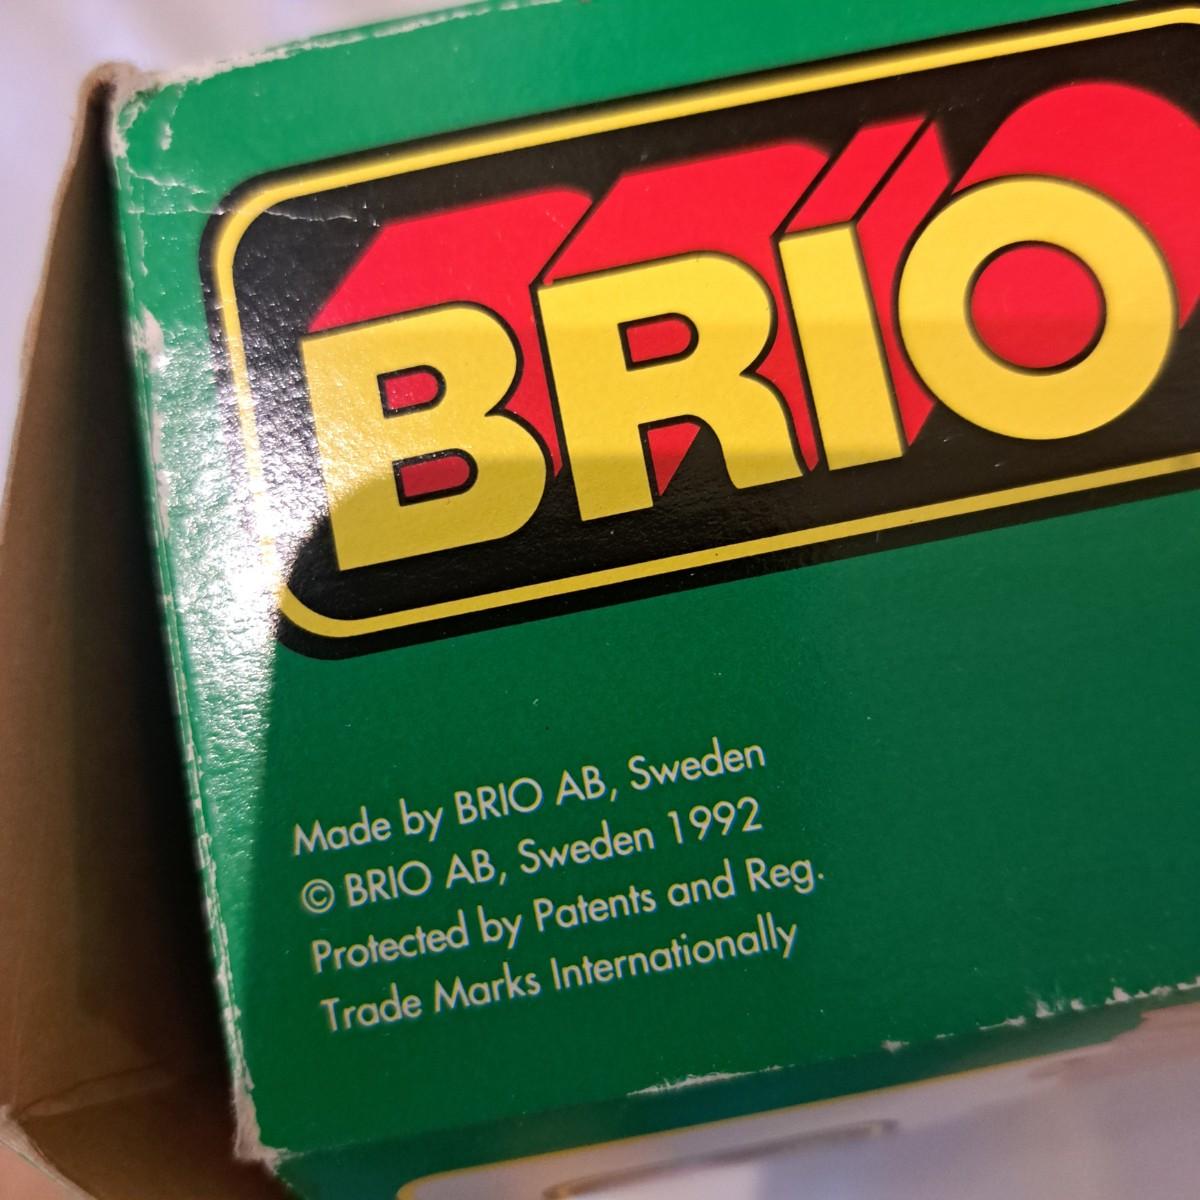 BRIO
Made by BRIO AB, Sweden
© BRIO AB, Sweden 1992
Protected by Patents and Reg.
Trade Marks Internationally